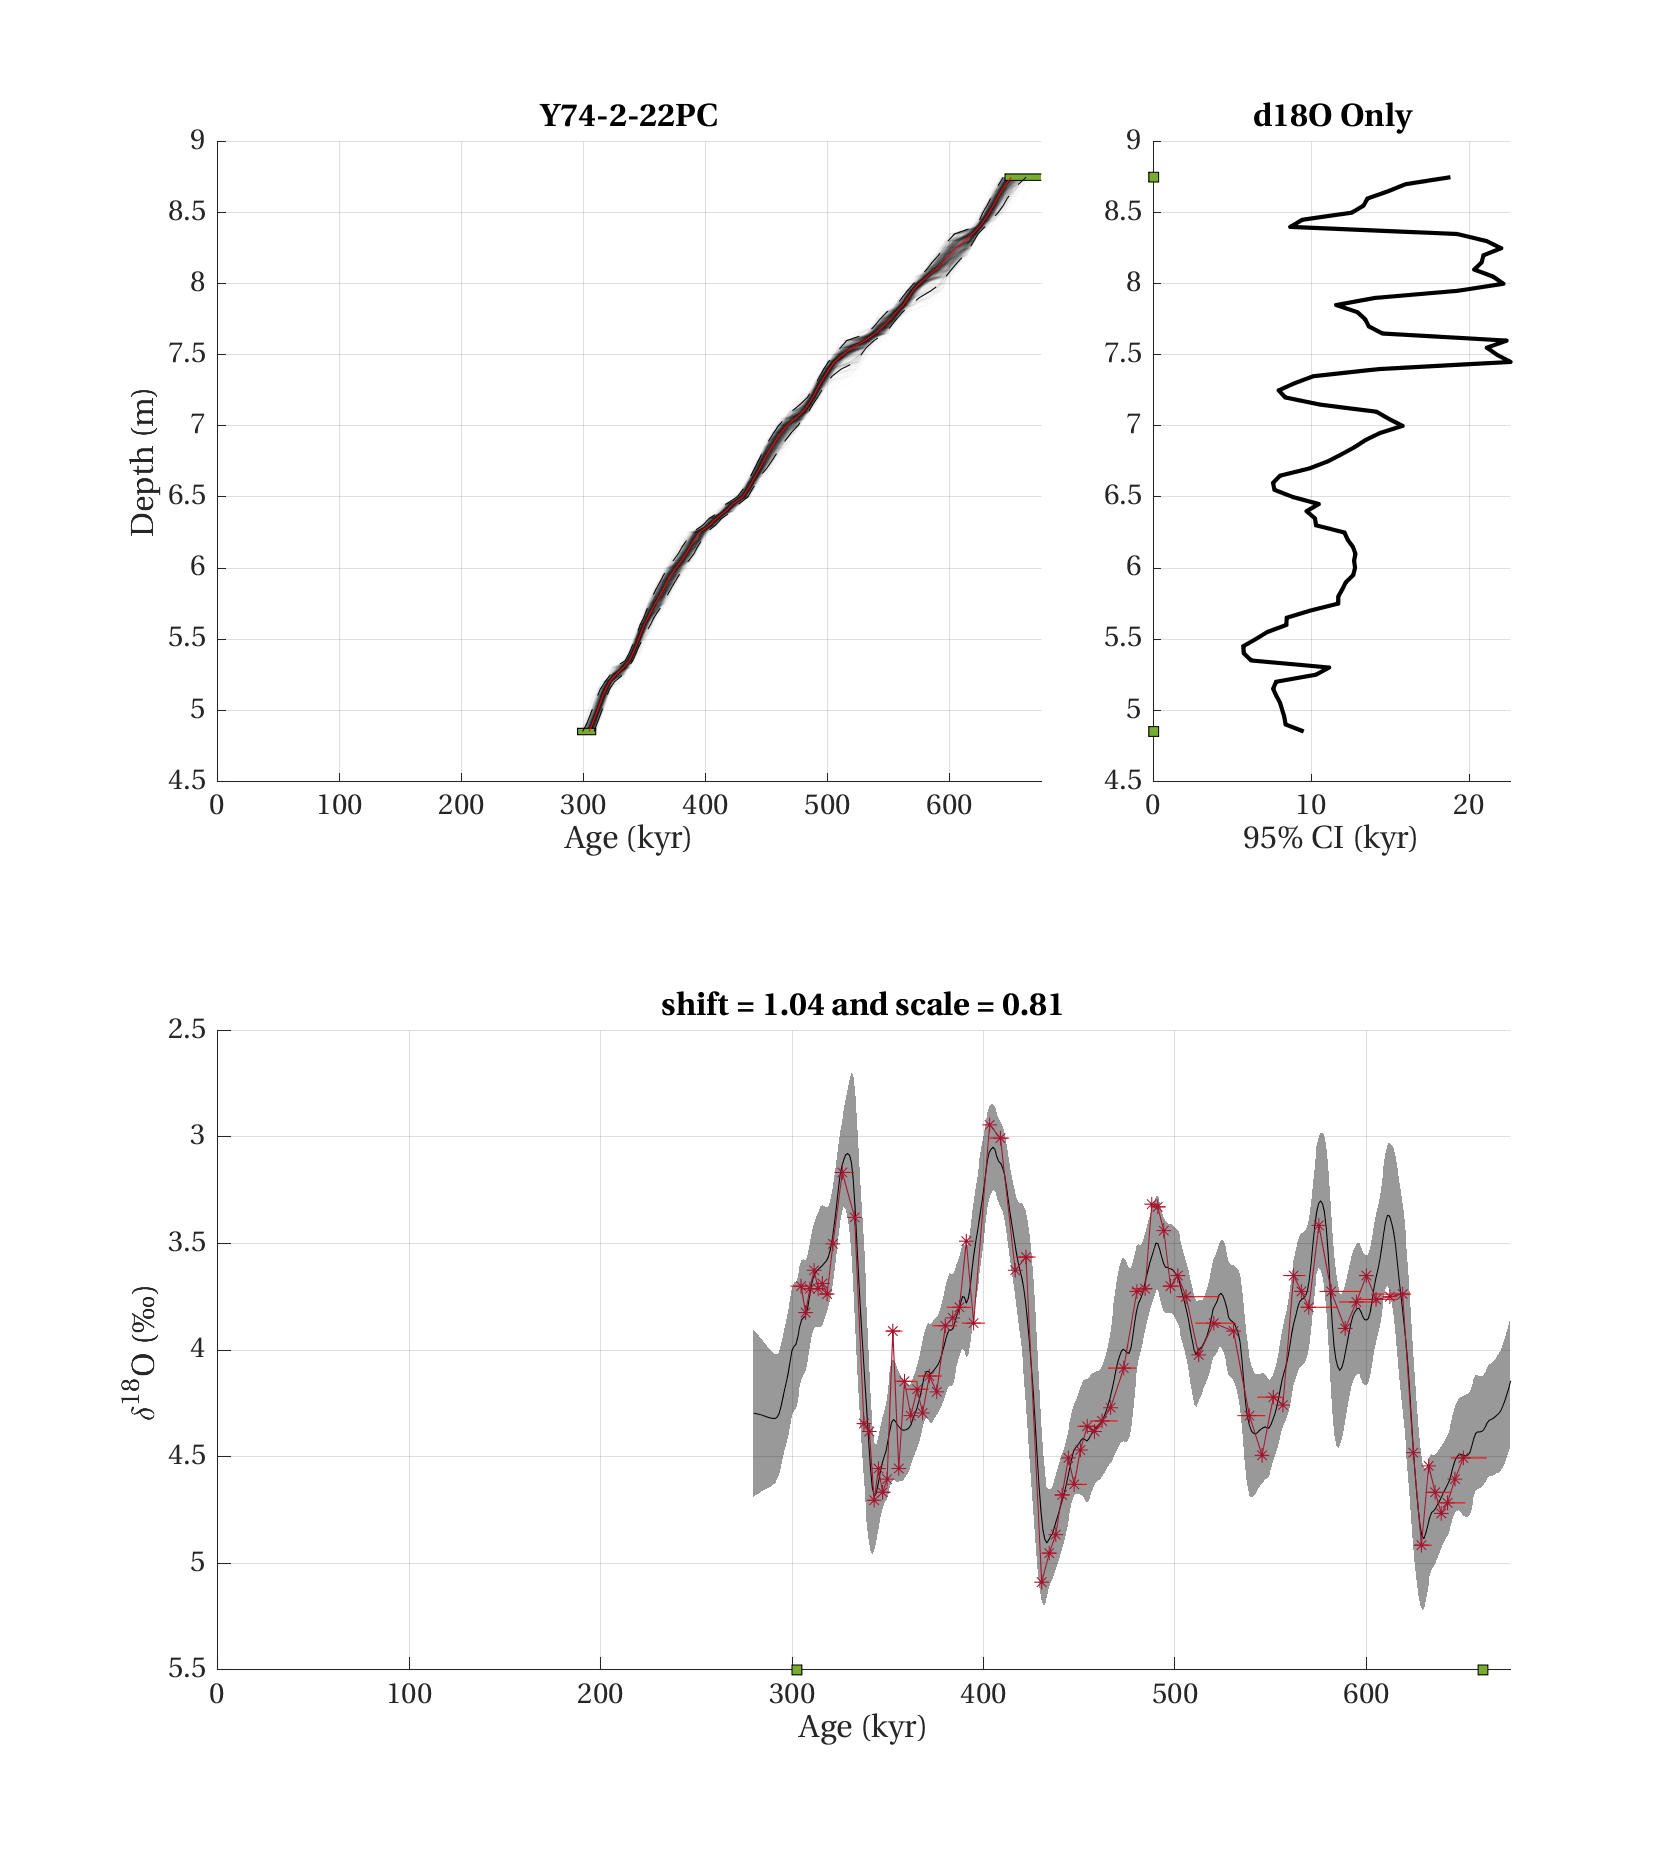 Y74-2-22PC
9
8.5
8
7.5
7
6.5
6
5.5
5
4.5
Depth (m)
0 100 200 300 400 500 600
Age (kyr)
d18O Only
9
8.5
8
7.5
7
6.5
6
5.5
5
4.5
0 10 20
95% CI (kyr)
shift = 1.04 and scale = 0.81
2.5
3
3.5
4
4.5
5
5.5
δ¹⁸O (‰)
0 100 200 300 400 500 600
Age (kyr)